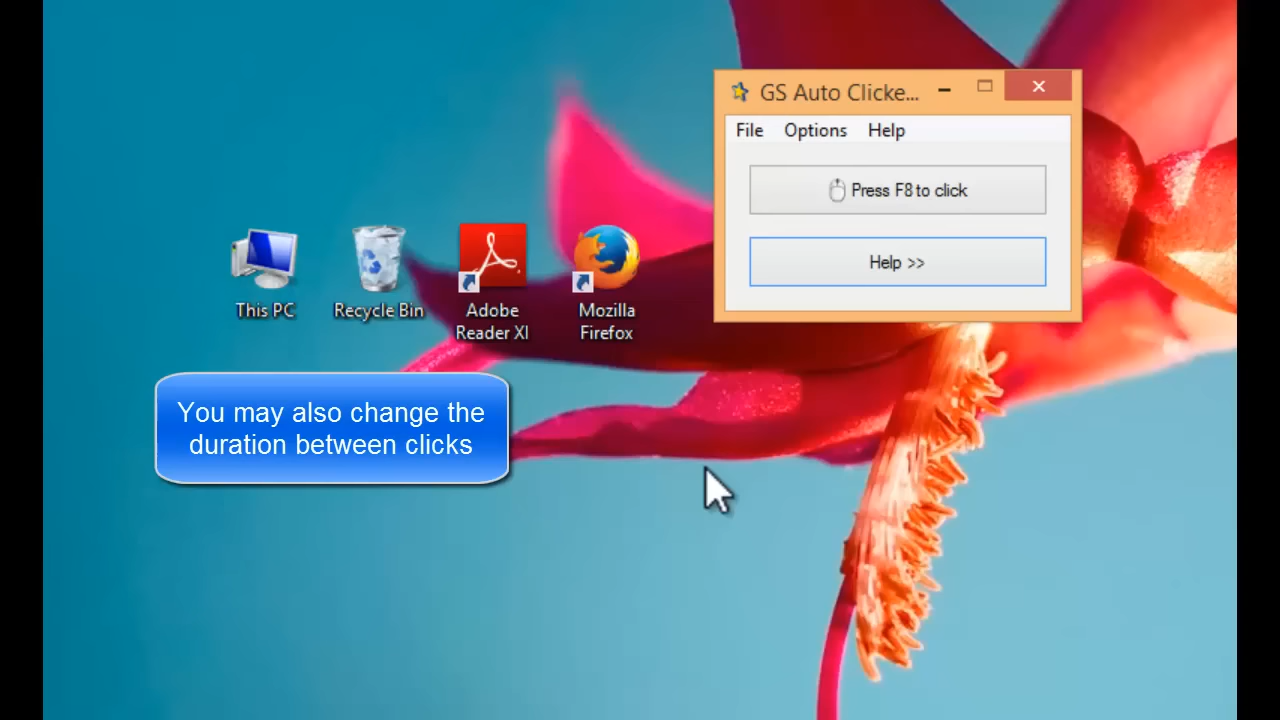 GS Auto Clicke...
File Options Help
Press F8 to click
Help >>
This PC
Recycle Bin
Adobe
Reader XI
Mozilla
Firefox
You may also change the
duration between clicks